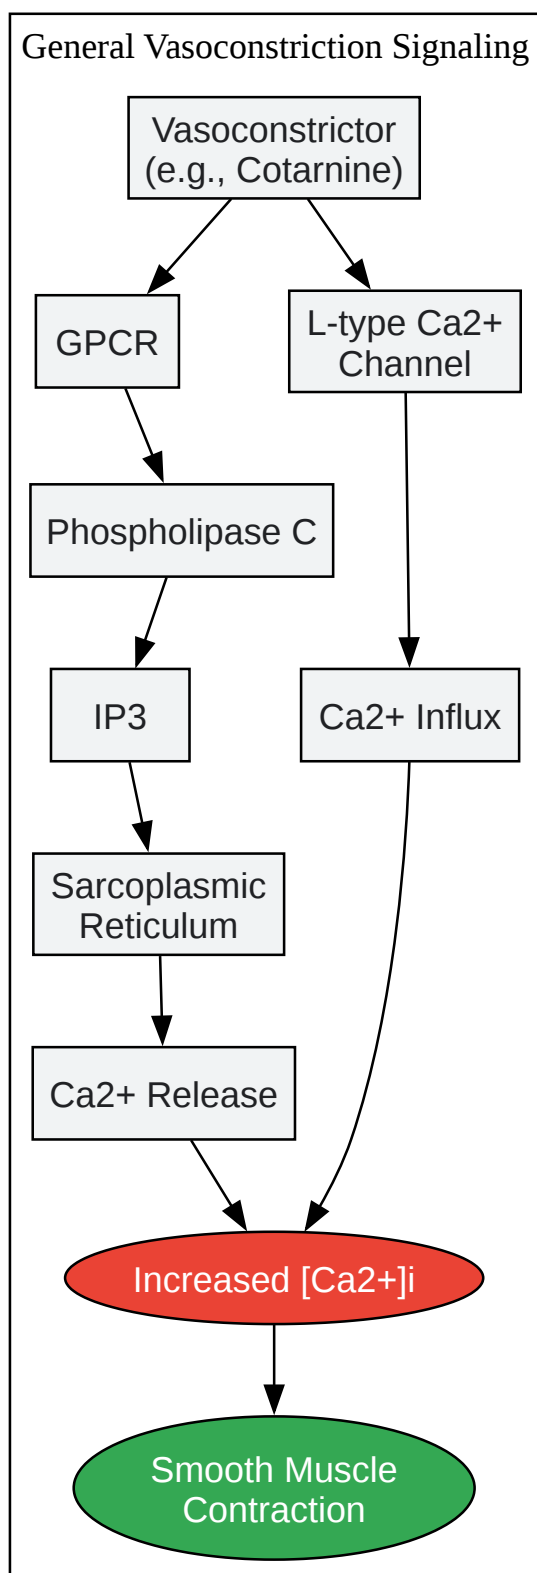 General Vasoconstriction Signaling
Vasoconstrictor
(e.g., Cotarnine)
GPCR
L-type Ca2+
Channel
Phospholipase C
IP3
Ca2+ Influx
Sarcoplasmic
Reticulum
Ca2+ Release
Increased [Ca2+]i
Smooth Muscle
Contraction